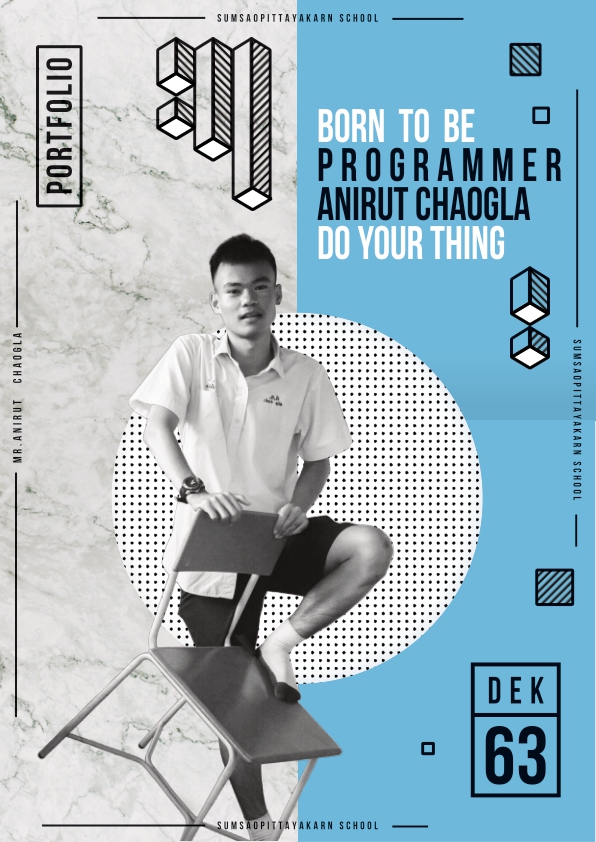 SUMSAOPITTAYAKARN SCHOOL
PORTFOLIO
BORN TO BE
PROGRAMMER
ANIRUT CHAOGLA
DO YOUR THING
MR.ANIRUT CHAOGLA
SUMSAOPITTAYAKARN SCHOOL
DEK
63
SUMSAOPITTAYAKARN SCHOOL